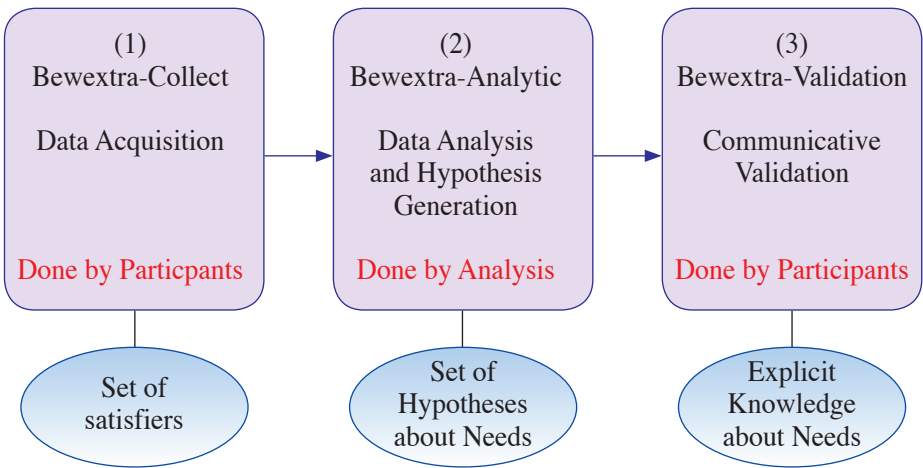 (1)
Bewextra-Collect
Data Acquisition
Done by Particpants
Set of
satisfiers
(2)
Bewextra-Analytic
Data Analysis
and Hypothesis
Generation
Done by Analysis
Set of
Hypotheses
about Needs
(3)
Bewextra-Validation
Communicative
Validation
Done by Participants
Explicit
Knowledge
about Needs